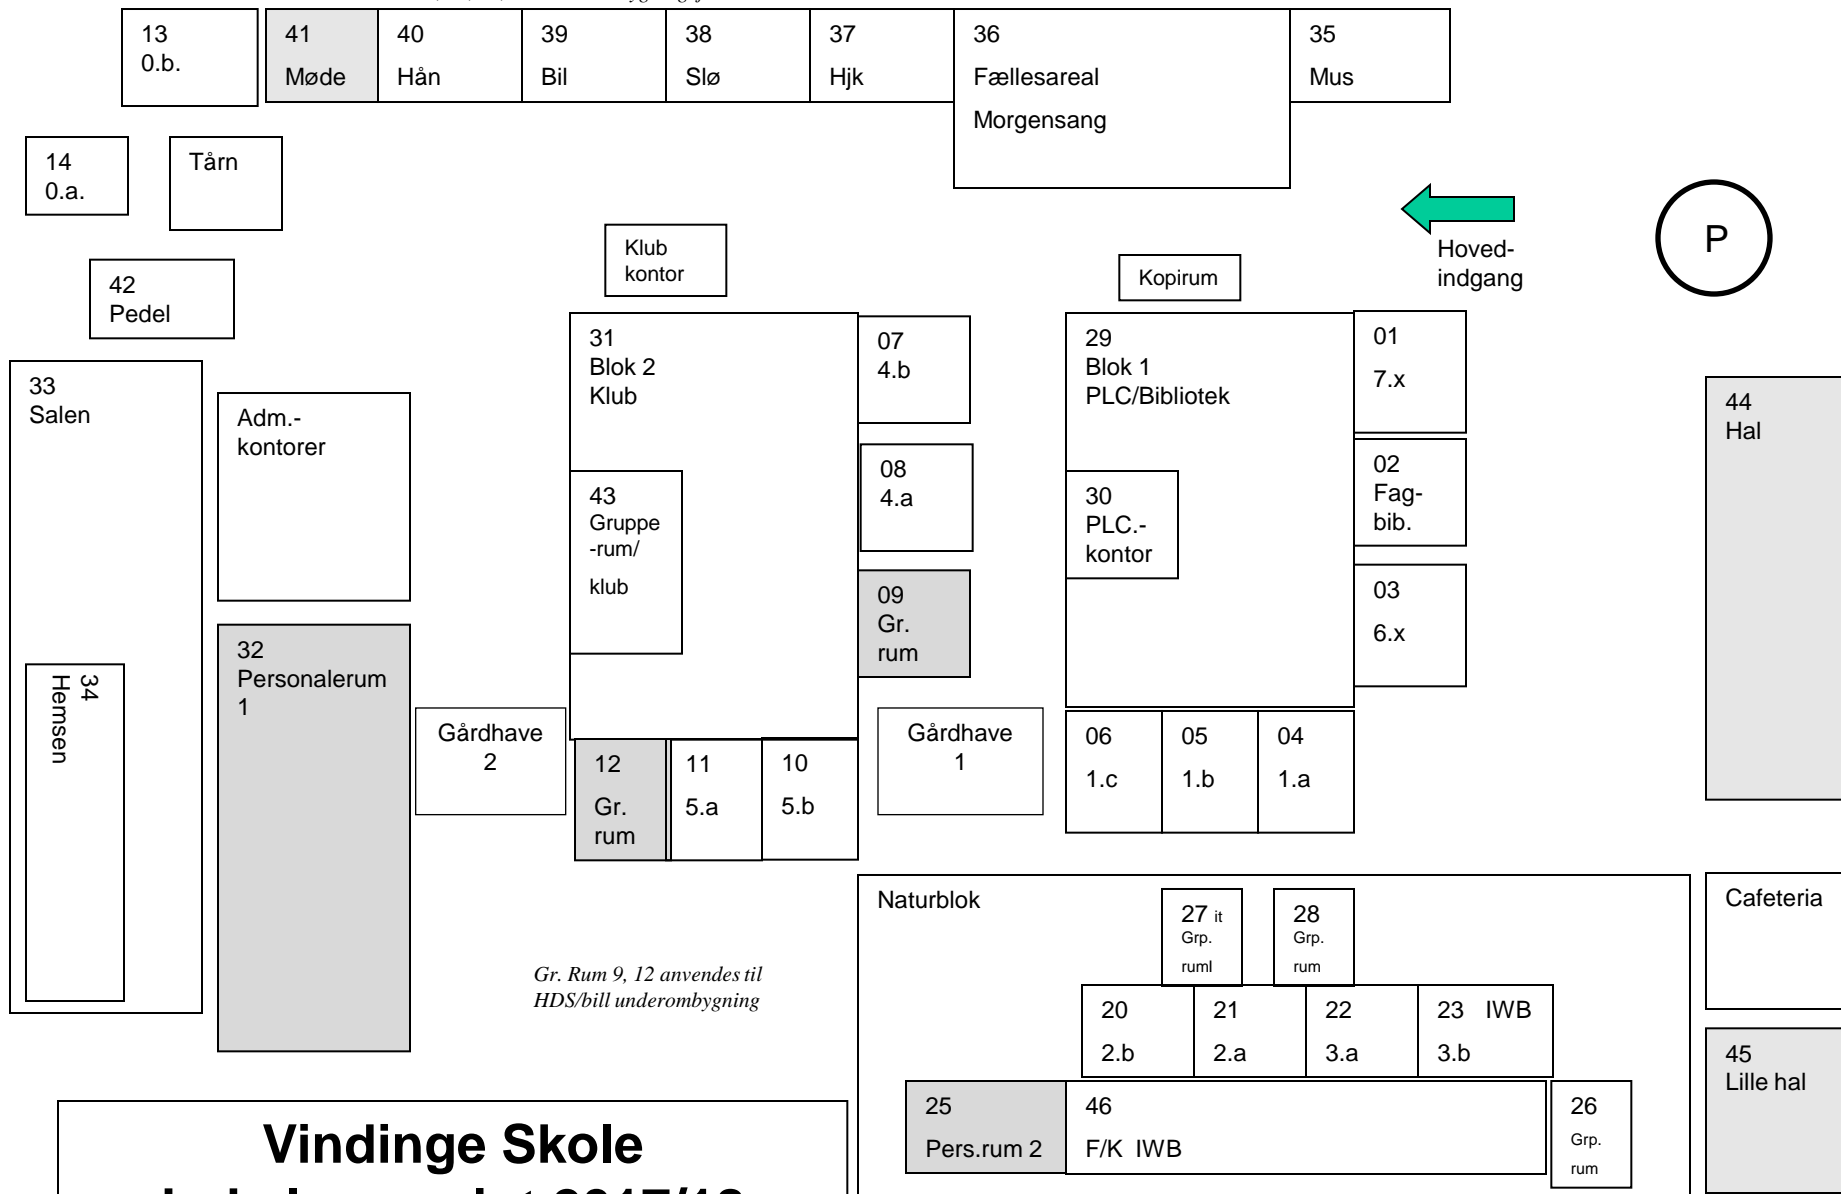 13
0.b.
41
Møde
40
Hån
39
Bil
38
Slø
37
Hjk
36
Fællesareal
Morgensang
35
Mus
14
0.a.
Tårn
42
Pedel
Klub
kontor
Kopirum
Hoved-
indgang
P
33
Salen
34
Hemsen
Adm.-
kontorer
32
Personalerum
1
Gårdhave
2
31
Blok 2
Klub
43
Gruppe
-rum/
klub
07
4.b
08
4.a
09
Gr.
rum
12
Gr.
rum
11
5.a
10
5.b
Gårdhave
1
29
Blok 1
PLC/Bibliotek
30
PLC.-
kontor
01
7.x
02
Fag-
bib.
03
6.x
06
1.c
05
1.b
04
1.a
44
Hal
Cafeteria
45
Lille hal
Gr. Rum 9, 12 anvendes til
HDS/bill underombygning
Naturblok
27 it
Grp.
ruml
28
Grp.
rum
20
2.b
21
2.a
22
3.a
23 IWB
3.b
25
Pers.rum 2
46
F/K IWB
26
Grp.
rum
Vindinge Skole